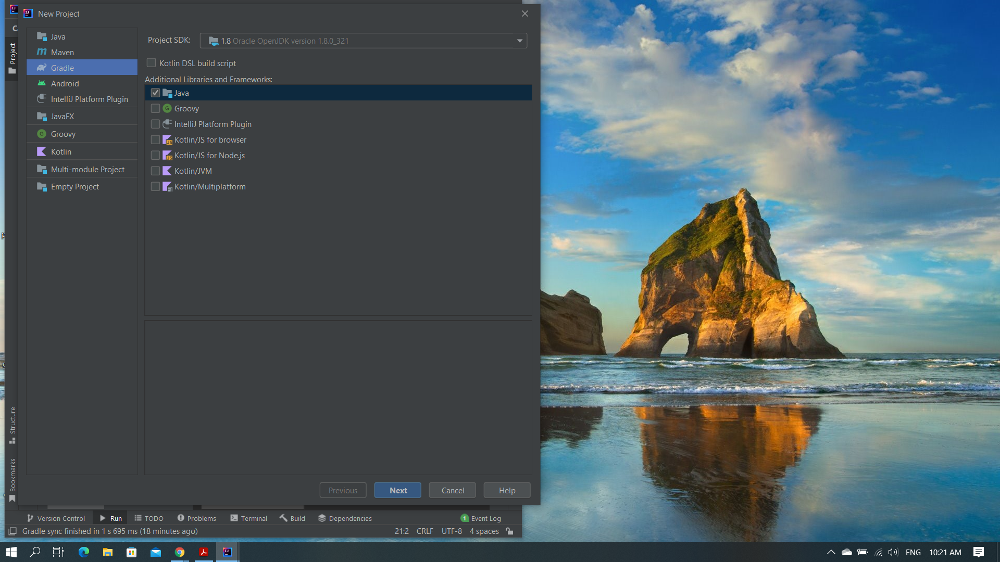 New Project
Java
Maven
Gradle
Android
IntelliJ Platform Plugin
JavaFX
Groovy
Kotlin
Multi-module Project
Empty Project
Project SDK:
1.8 Oracle OpenJDK version 1.8.0_321
Kotlin DSL build script
Additional Libraries and Frameworks:
Java
Groovy
IntelliJ Platform Plugin
Kotlin/JS for browser
Kotlin/JS for Node.js
Kotlin/JVM
Kotlin/Multiplatform
Previous
Next
Cancel
Help
Project
Structure
Bookmarks
Version Control
Run
TODO
Problems
Terminal
Build
Dependencies
1 Event Log
Gradle sync finished in 1 s 695 ms (18 minutes ago)
21:2
CRLF
UTF-8
4 spaces
ENG
10:21 AM